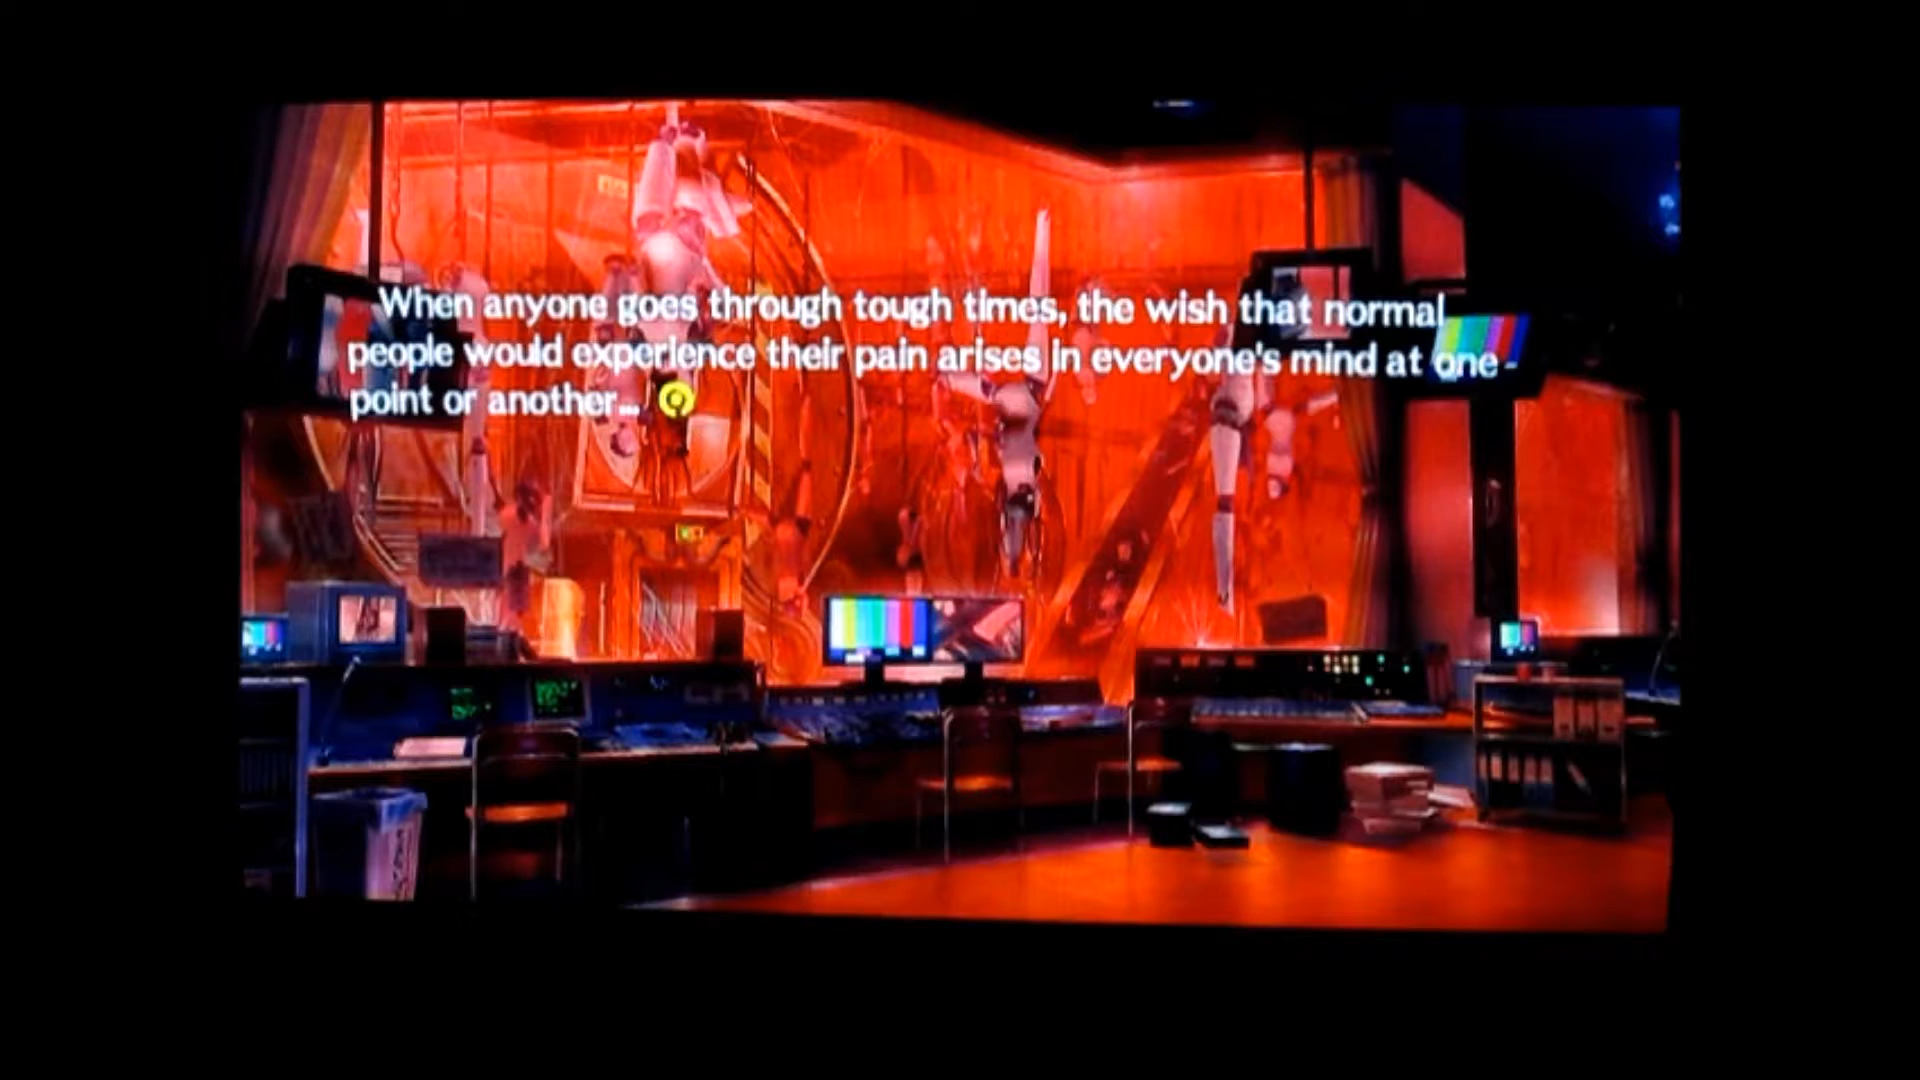 When anyone goes through tough times, the wish that normal
people would experience their pain arises in everyone's mind at one
point or another...